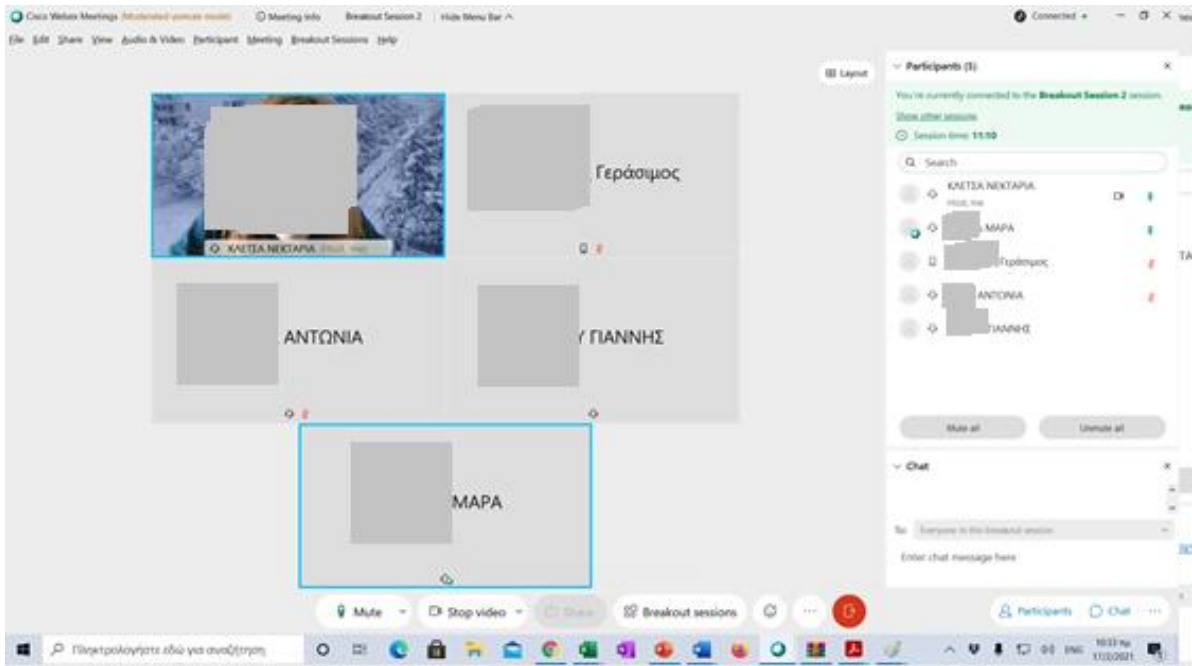 Cisco Webex Meetings Meeting Info Breakout Session 2 Hide Menu Bar
Connected
File Edit Share View Audio & Video Participant Meeting Breakout Sessions Help
Layout
Participants (5)
You're currently connected to the Breakout Session 2 session.
Show other sessions
Session time: 11:10
Search
ΚΛΕΤΣΑ ΝΕΚΤΑΡΙΑ
Host, me
ΜΑΡΑ
Γεράσιμος
ΑΝΤΩΝΙΑ
ΓΙΑΝΝΗΣ
Mute all Unmute all
Γεράσιμος
ΚΛΕΤΣΑ ΝΕΚΤΑΡΙΑ (Host, me)
ΑΝΤΩΝΙΑ
Υ ΓΙΑΝΝΗΣ
ΜΑΡΑ
Chat
To: Everyone in this breakout session
Enter chat message here
Mute Stop video Share Breakout sessions
Participants Chat
Πληκτρολογήστε εδώ για αναζήτηση
ENG